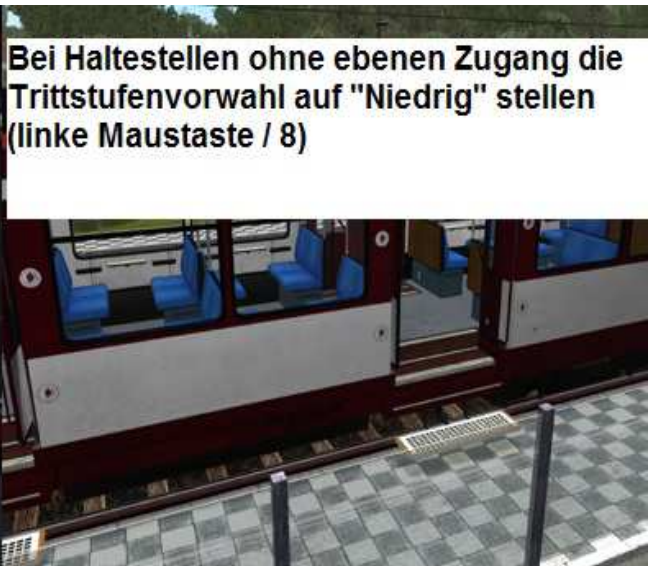 Bei Haltestellen ohne ebenen Zugang die
Trittstufenvorwahl auf "Niedrig" stellen
(linke Maustaste / 8)